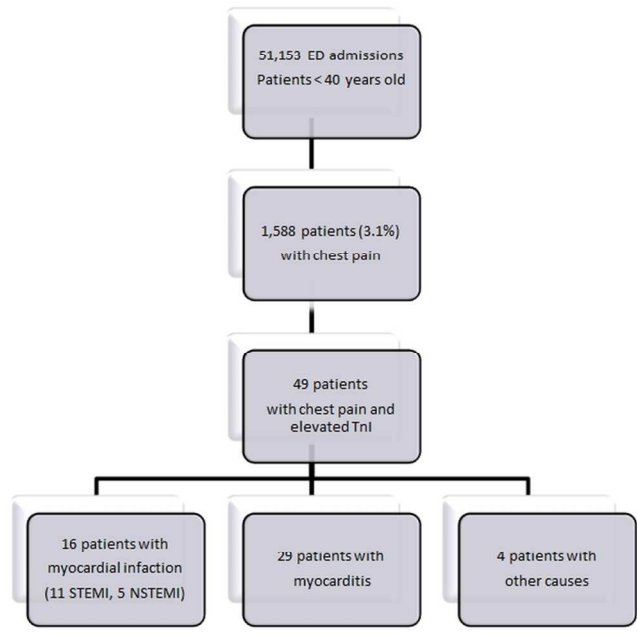 51,153 ED admissions
Patients < 40 years old
1,588 patients (3.1%)
with chest pain
49 patients
with chest pain and
elevated TnI
16 patients with
myocardial infaction
(11 STEMI, 5 NSTEMI)
29 patients with
myocarditis
4 patients with
other causes